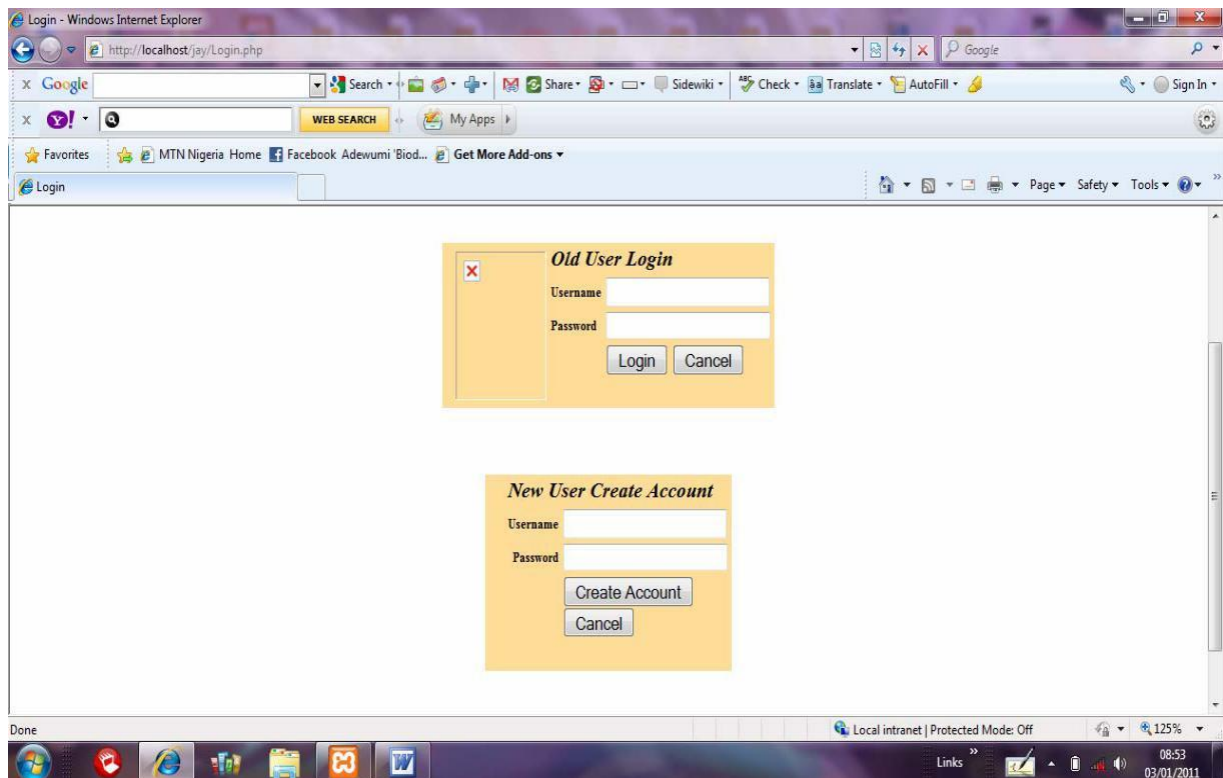 Login - Windows Internet Explorer
http://localhost/jay/Login.php
Google
x Google Search Share Sidewiki Check Translate AutoFill Sign In
x Y! WEB SEARCH My Apps
Favorites MTN Nigeria Home Facebook Adewumi 'Biod... Get More Add-ons
Login Page Safety Tools
Old User Login
Username
Password
Login Cancel
New User Create Account
Username
Password
Create Account
Cancel
Done Local intranet | Protected Mode: Off 125%
Links 08:53
03/01/2011